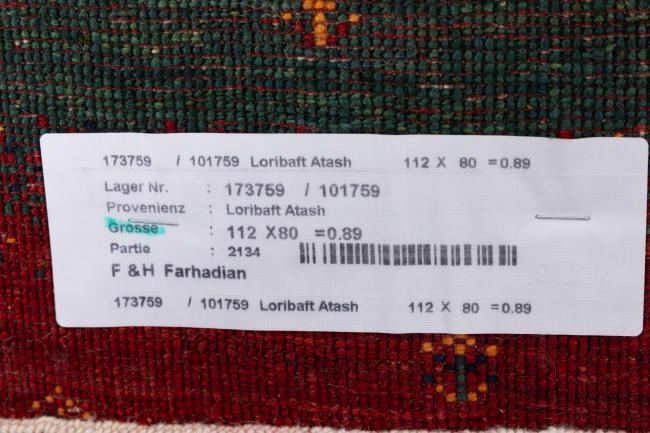 173759 / 101759 Loribaft Atash 112 X 80 =0.89
Lager Nr. : 173759 / 101759
Provenienz : Loribaft Atash
Grösse : 112 X80 =0.89
Partie : 2134
F & H Farhadian
173759 / 101759 Loribaft Atash 112 X 80 =0.89